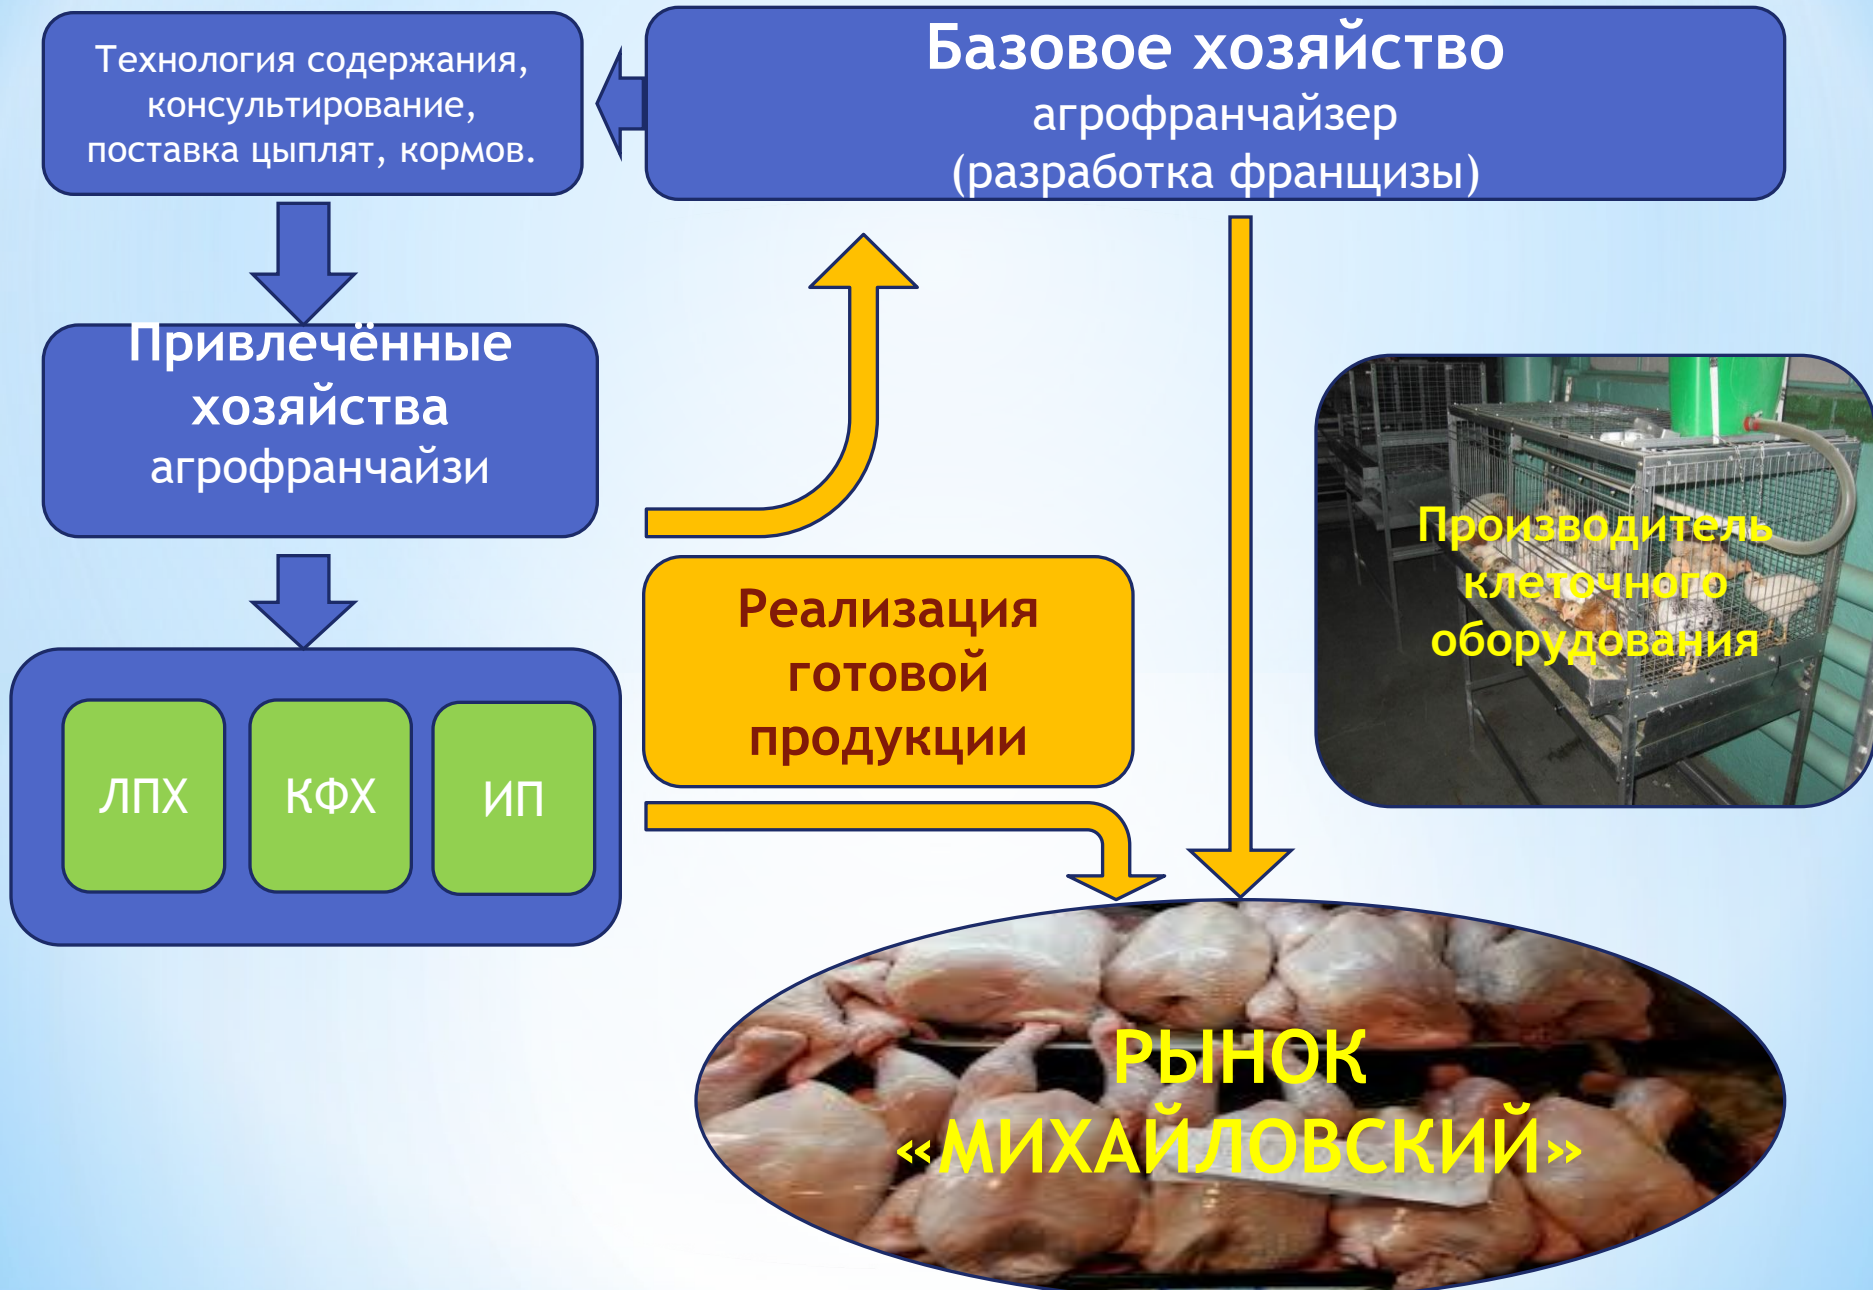 Технология содержания,
консультирование,
поставка цыплят, кормов.
Базовое хозяйство
агрофранчайзер
(разработка франщизы)
Привлечённые
хозяйства
агрофранчайзи
Реализация
готовой
продукции
Производитель
клеточного
оборудования
ЛПХ
КФХ
ИП
РЫНОК
«МИХАЙЛОВСКИЙ»